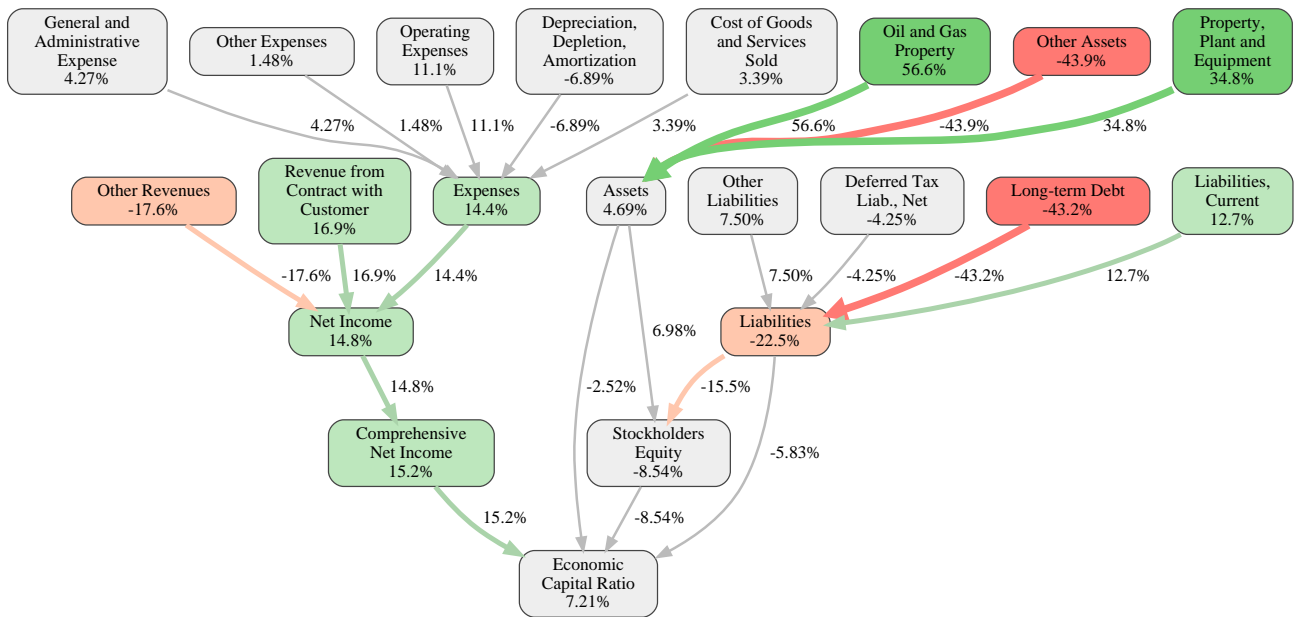 General and
Administrative
Expense
4.27%
Other Expenses
1.48%
Operating
Expenses
11.1%
Depreciation,
Depletion,
Amortization
-6.89%
Cost of Goods
and Services
Sold
3.39%
Oil and Gas
Property
56.6%
Other Assets
-43.9%
Property,
Plant and
Equipment
34.8%
4.27%
1.48%
11.1%
-6.89%
3.39%
56.6%
-43.9%
34.8%
Other Revenues
-17.6%
Revenue from
Contract with
Customer
16.9%
Expenses
14.4%
Assets
4.69%
Other
Liabilities
7.50%
Deferred Tax
Liab., Net
-4.25%
Long-term Debt
-43.2%
Liabilities,
Current
12.7%
-17.6%
16.9%
14.4%
7.50%
-4.25%
-43.2%
12.7%
Net Income
14.8%
6.98%
Liabilities
-22.5%
14.8%
-2.52%
-15.5%
Comprehensive
Net Income
15.2%
Stockholders
Equity
-8.54%
-5.83%
15.2%
-8.54%
Economic
Capital Ratio
7.21%